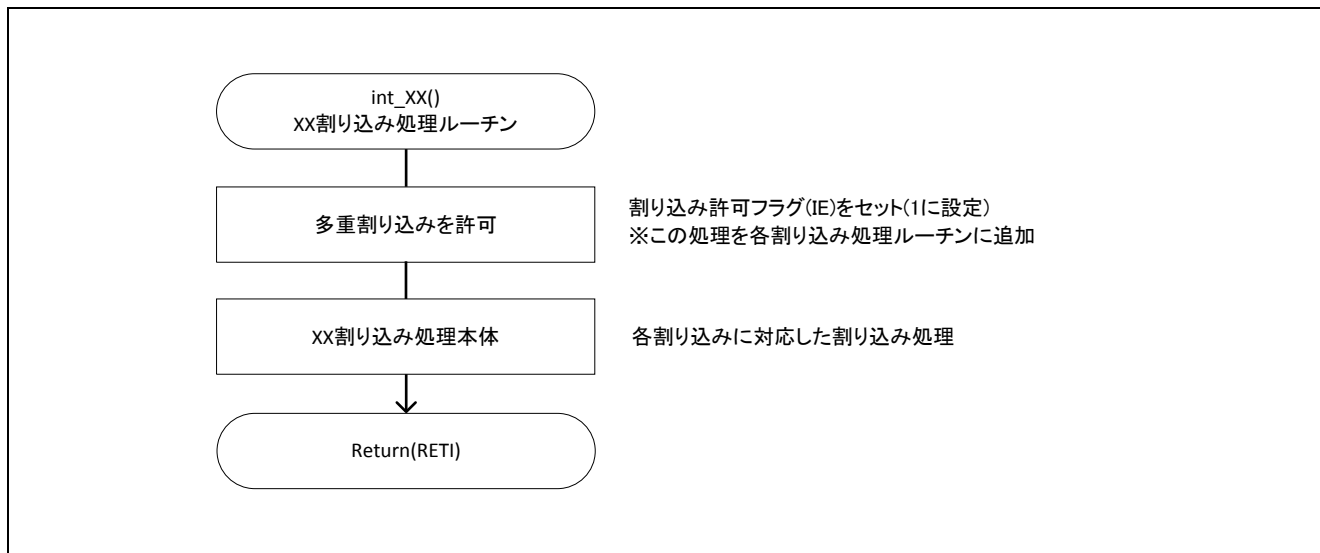 int_XX()
XX割り込み処理ルーチン
多重割り込みを許可
割り込み許可フラグ(IE)をセット(1に設定)
※この処理を各割り込み処理ルーチンに追加
XX割り込み処理本体
各割り込みに対応した割り込み処理
Return(RETI)